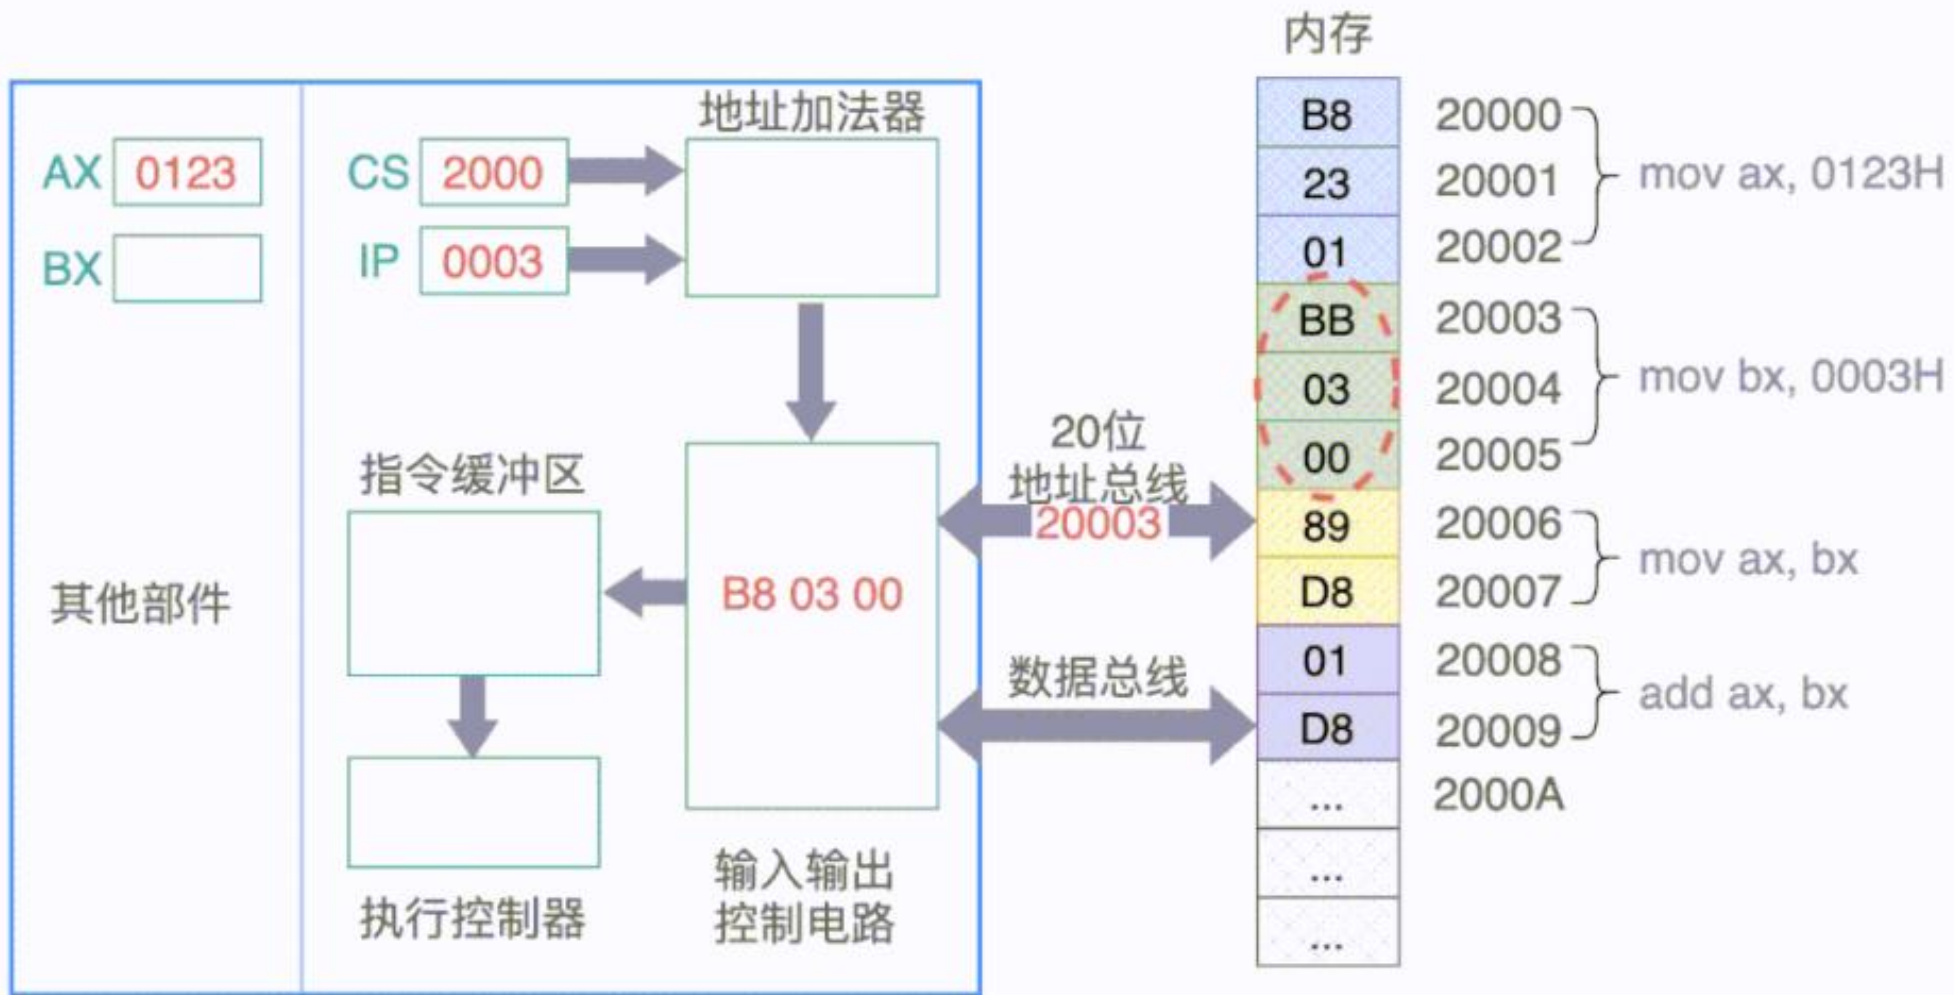 内存
地址加法器
AX 0123
CS 2000
BX
IP 0003
指令缓冲区
其他部件
B8 03 00
执行控制器
输入输出
控制电路
20位
地址总线
20003
数据总线
B8 20000
23 20001
01 20002
mov ax, 0123H
BB 20003
03 20004
00 20005
mov bx, 0003H
89 20006
D8 20007
mov ax, bx
01 20008
D8 20009
add ax, bx
... 2000A
...
...